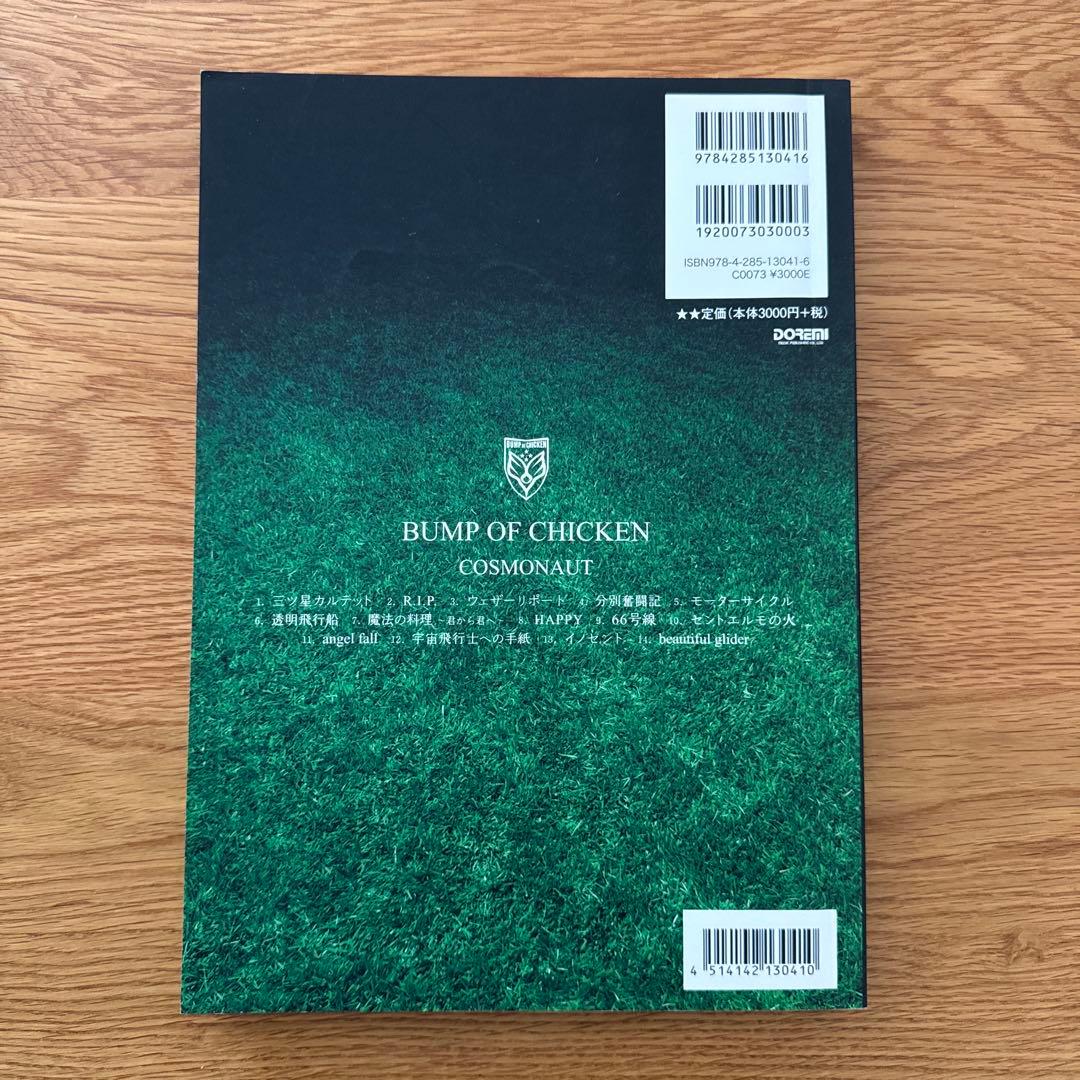 9784285130416
1920073030003
ISBN978-4-285-13041-6
C0073 ¥3000E
★★定価(本体3000円+税)
DOREMI
BUMP OF CHICKEN
BUMP OF CHICKEN
COSMONAUT
1. 三ツ星カルテット 2. R.I.P. 3. ウェザーリポート 4. 分別奮闘記 5. モーターサイクル
6. 透明飛行船 7. 魔法の料理 ~君から君へ~ 8. HAPPY 9. 66号線 10. セントエルモの火
11. angel fall 12. 宇宙飛行士への手紙 13. イノセント 14. beautiful glider
4 514142 130410